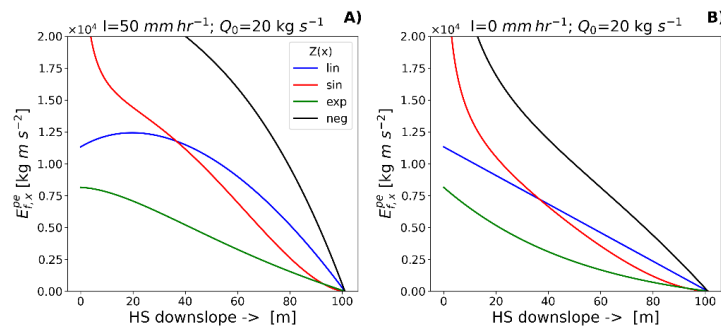 A)
I=50 mm hr⁻¹; Q₀=20 kg s⁻¹
×10⁴
2.00
1.75
1.50
1.25
1.00
0.75
0.50
0.25
0.00
E_{f,x}^{pe} [kg m s⁻²]
Z(x)
lin
sin
exp
neg
0 20 40 60 80 100
HS downslope -> [m]
B)
I=0 mm hr⁻¹; Q₀=20 kg s⁻¹
×10⁴
2.00
1.75
1.50
1.25
1.00
0.75
0.50
0.25
0.00
E_{f,x}^{pe} [kg m s⁻²]
0 20 40 60 80 100
HS downslope -> [m]